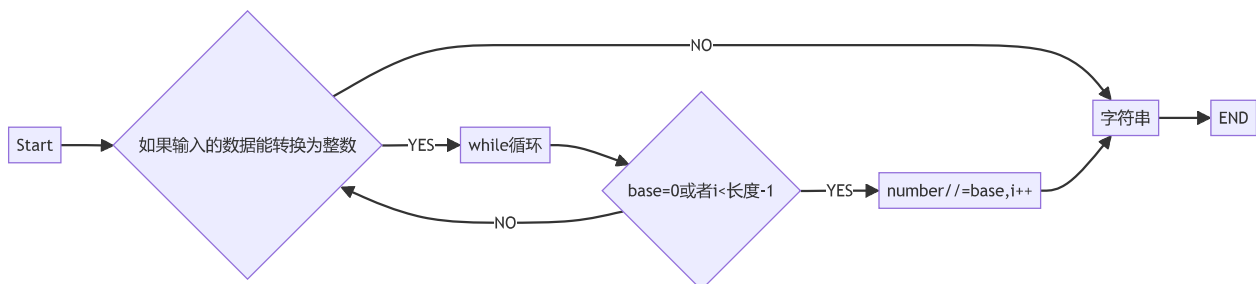 Start
如果输入的数据能转换为整数
YES
while循环
NO
base=0或者i<长度-1
YES
number//=base,i++
NO
字符串
END